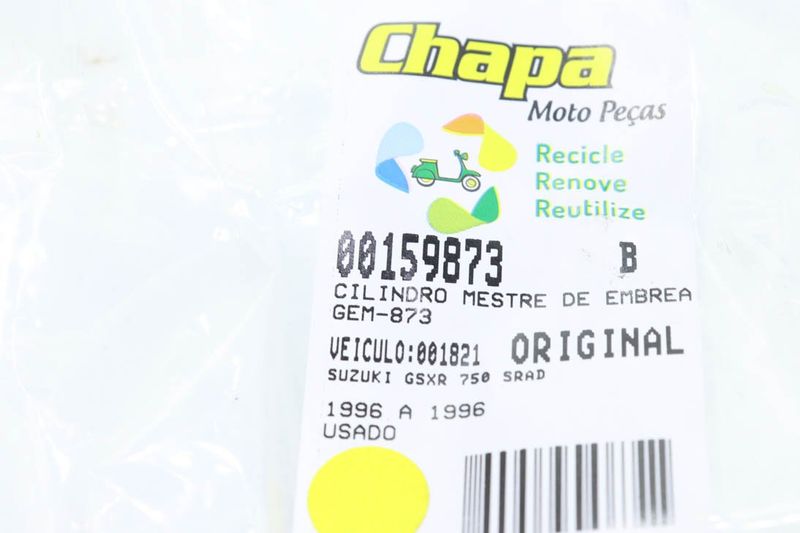 Chapa
Moto Peças
Recicle
Renove
Reutilize
00159873 B
CILINDRO MESTRE DE EMBREA
GEM-873
VEICULO:001821 ORIGINAL
SUZUKI GSXR 750 SRAD
1996 A 1996
USADO